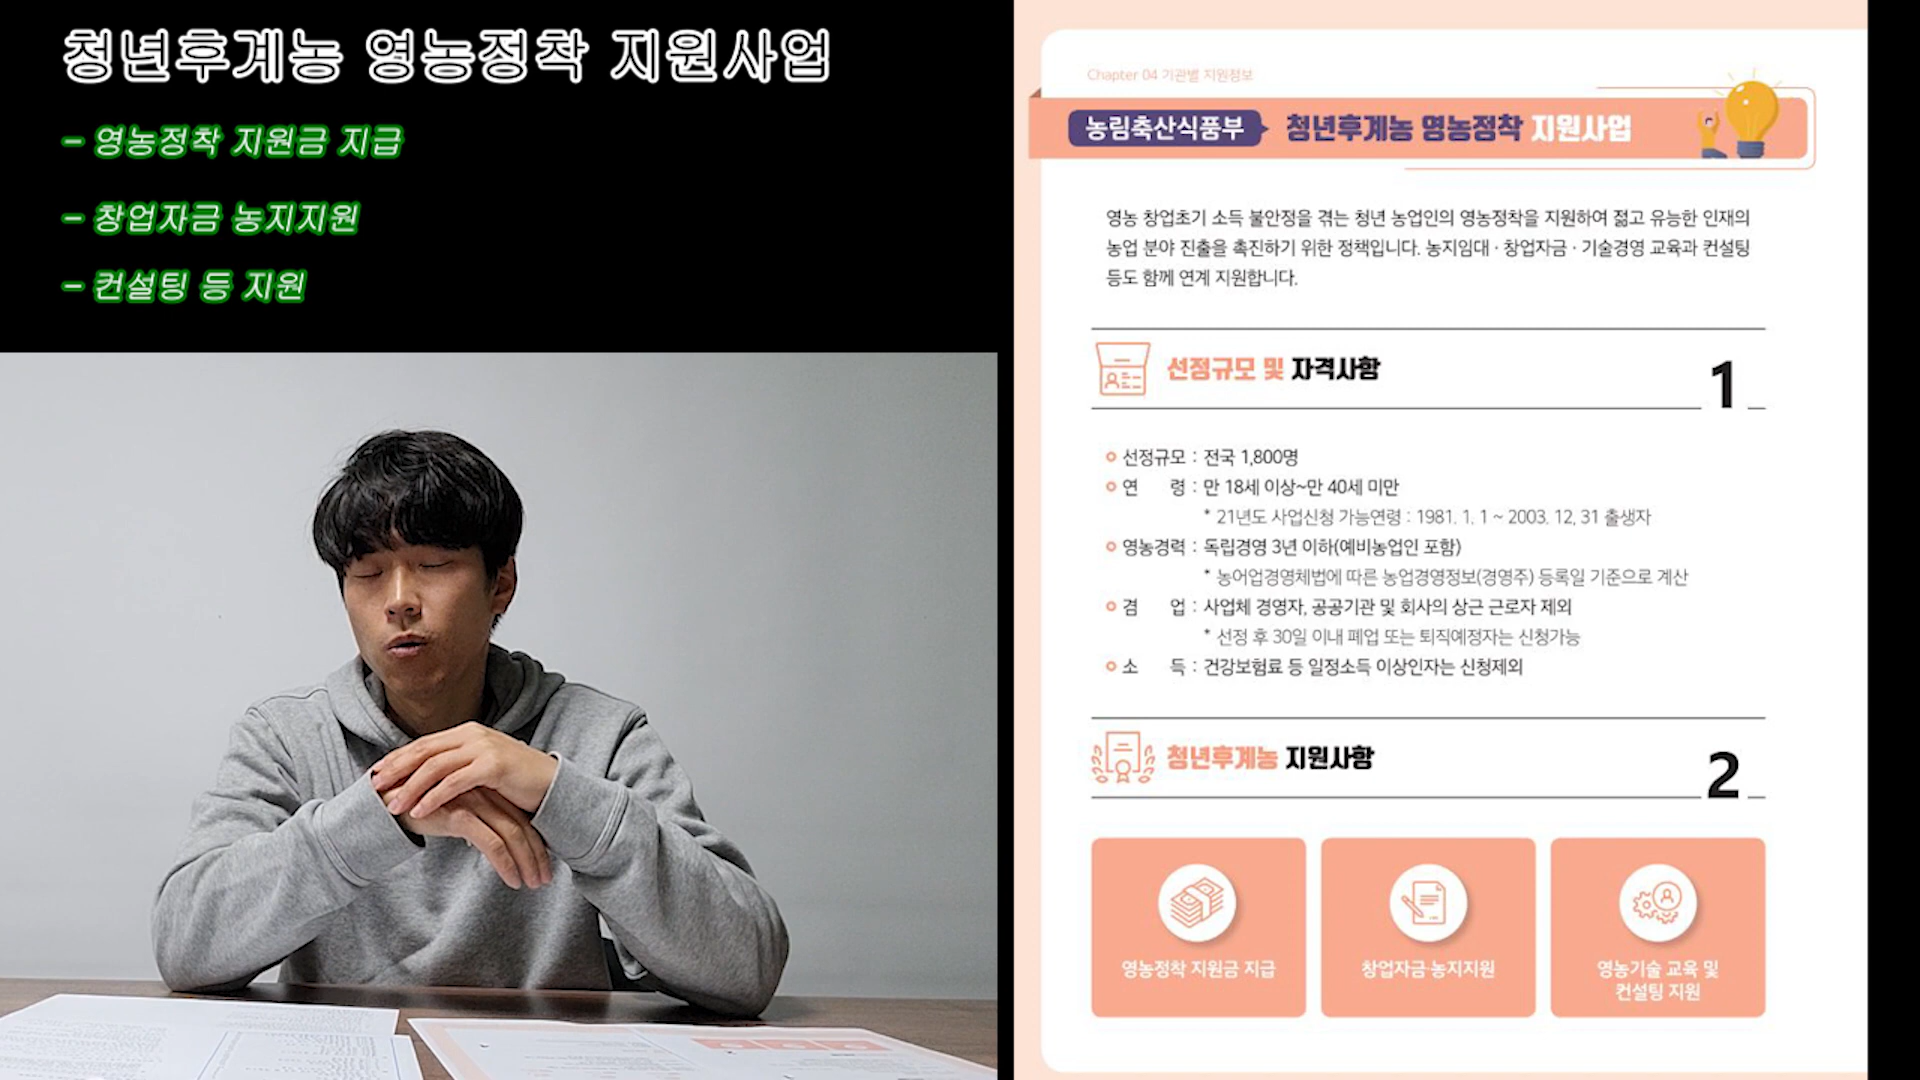 청년후계농 영농정착 지원사업
- 영농정착 지원금 지급
- 창업자금 농지지원
- 컨설팅 등 지원
Chapter 04 기관별 지원정보
농림축산식품부 청년후계농 영농정착 지원사업
영농 창업초기 소득 불안정을 겪는 청년 농업인의 영농정착을 지원하여 젊고 유능한 인재의
농업 분야 진출을 촉진하기 위한 정책입니다. 농지임대 · 창업자금 · 기술경영 교육과 컨설팅
등도 함께 연계 지원합니다.
선정규모 및 자격사항 1
선정규모 : 전국 1,800명
연 령 : 만 18세 이상~만 40세 미만
* 21년도 사업신청 가능연령 : 1981. 1. 1 ~ 2003. 12, 31 출생자
영농경력 : 독립경영 3년 이하(예비농업인 포함)
* 농어업경영체법에 따른 농업경영정보(경영주) 등록일 기준으로 계산
겸 업 : 사업체 경영자, 공공기관 및 회사의 상근 근로자 제외
* 선정 후 30일 이내 폐업 또는 퇴직예정자는 신청가능
소 득 : 건강보험료 등 일정소득 이상인자는 신청제외
청년후계농 지원사항 2
영농정착 지원금 지급
창업자금·농지지원
영농기술 교육 및
컨설팅 지원